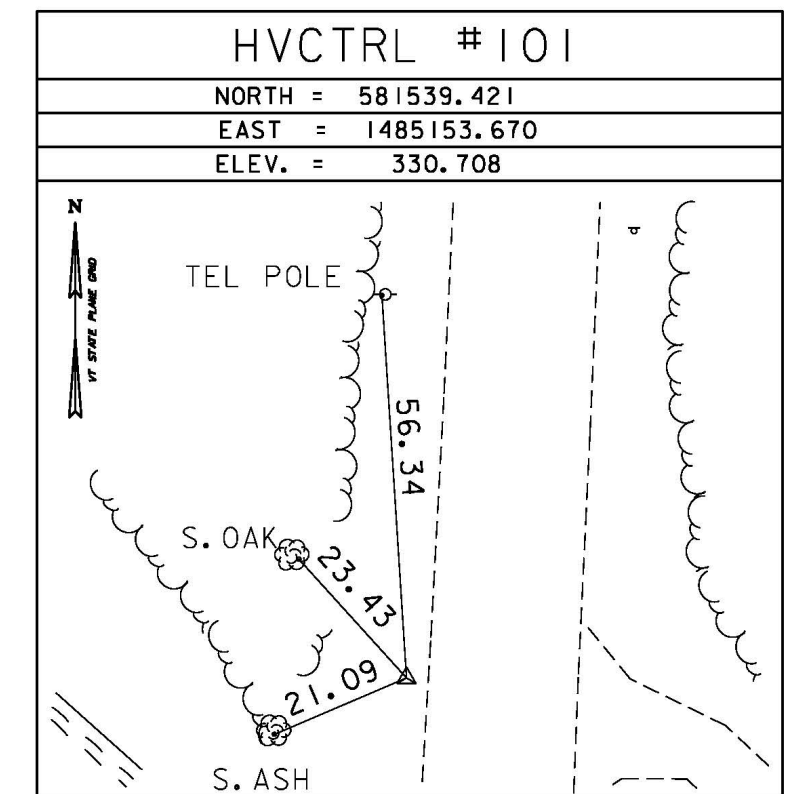 HVCTRL #101
NORTH = 581539.421
EAST = 1485153.670
ELEV. = 330.708
N
VT STATE PLANE GRID
TEL POLE
56.34
S. OAK
23.43
21.09
S. ASH